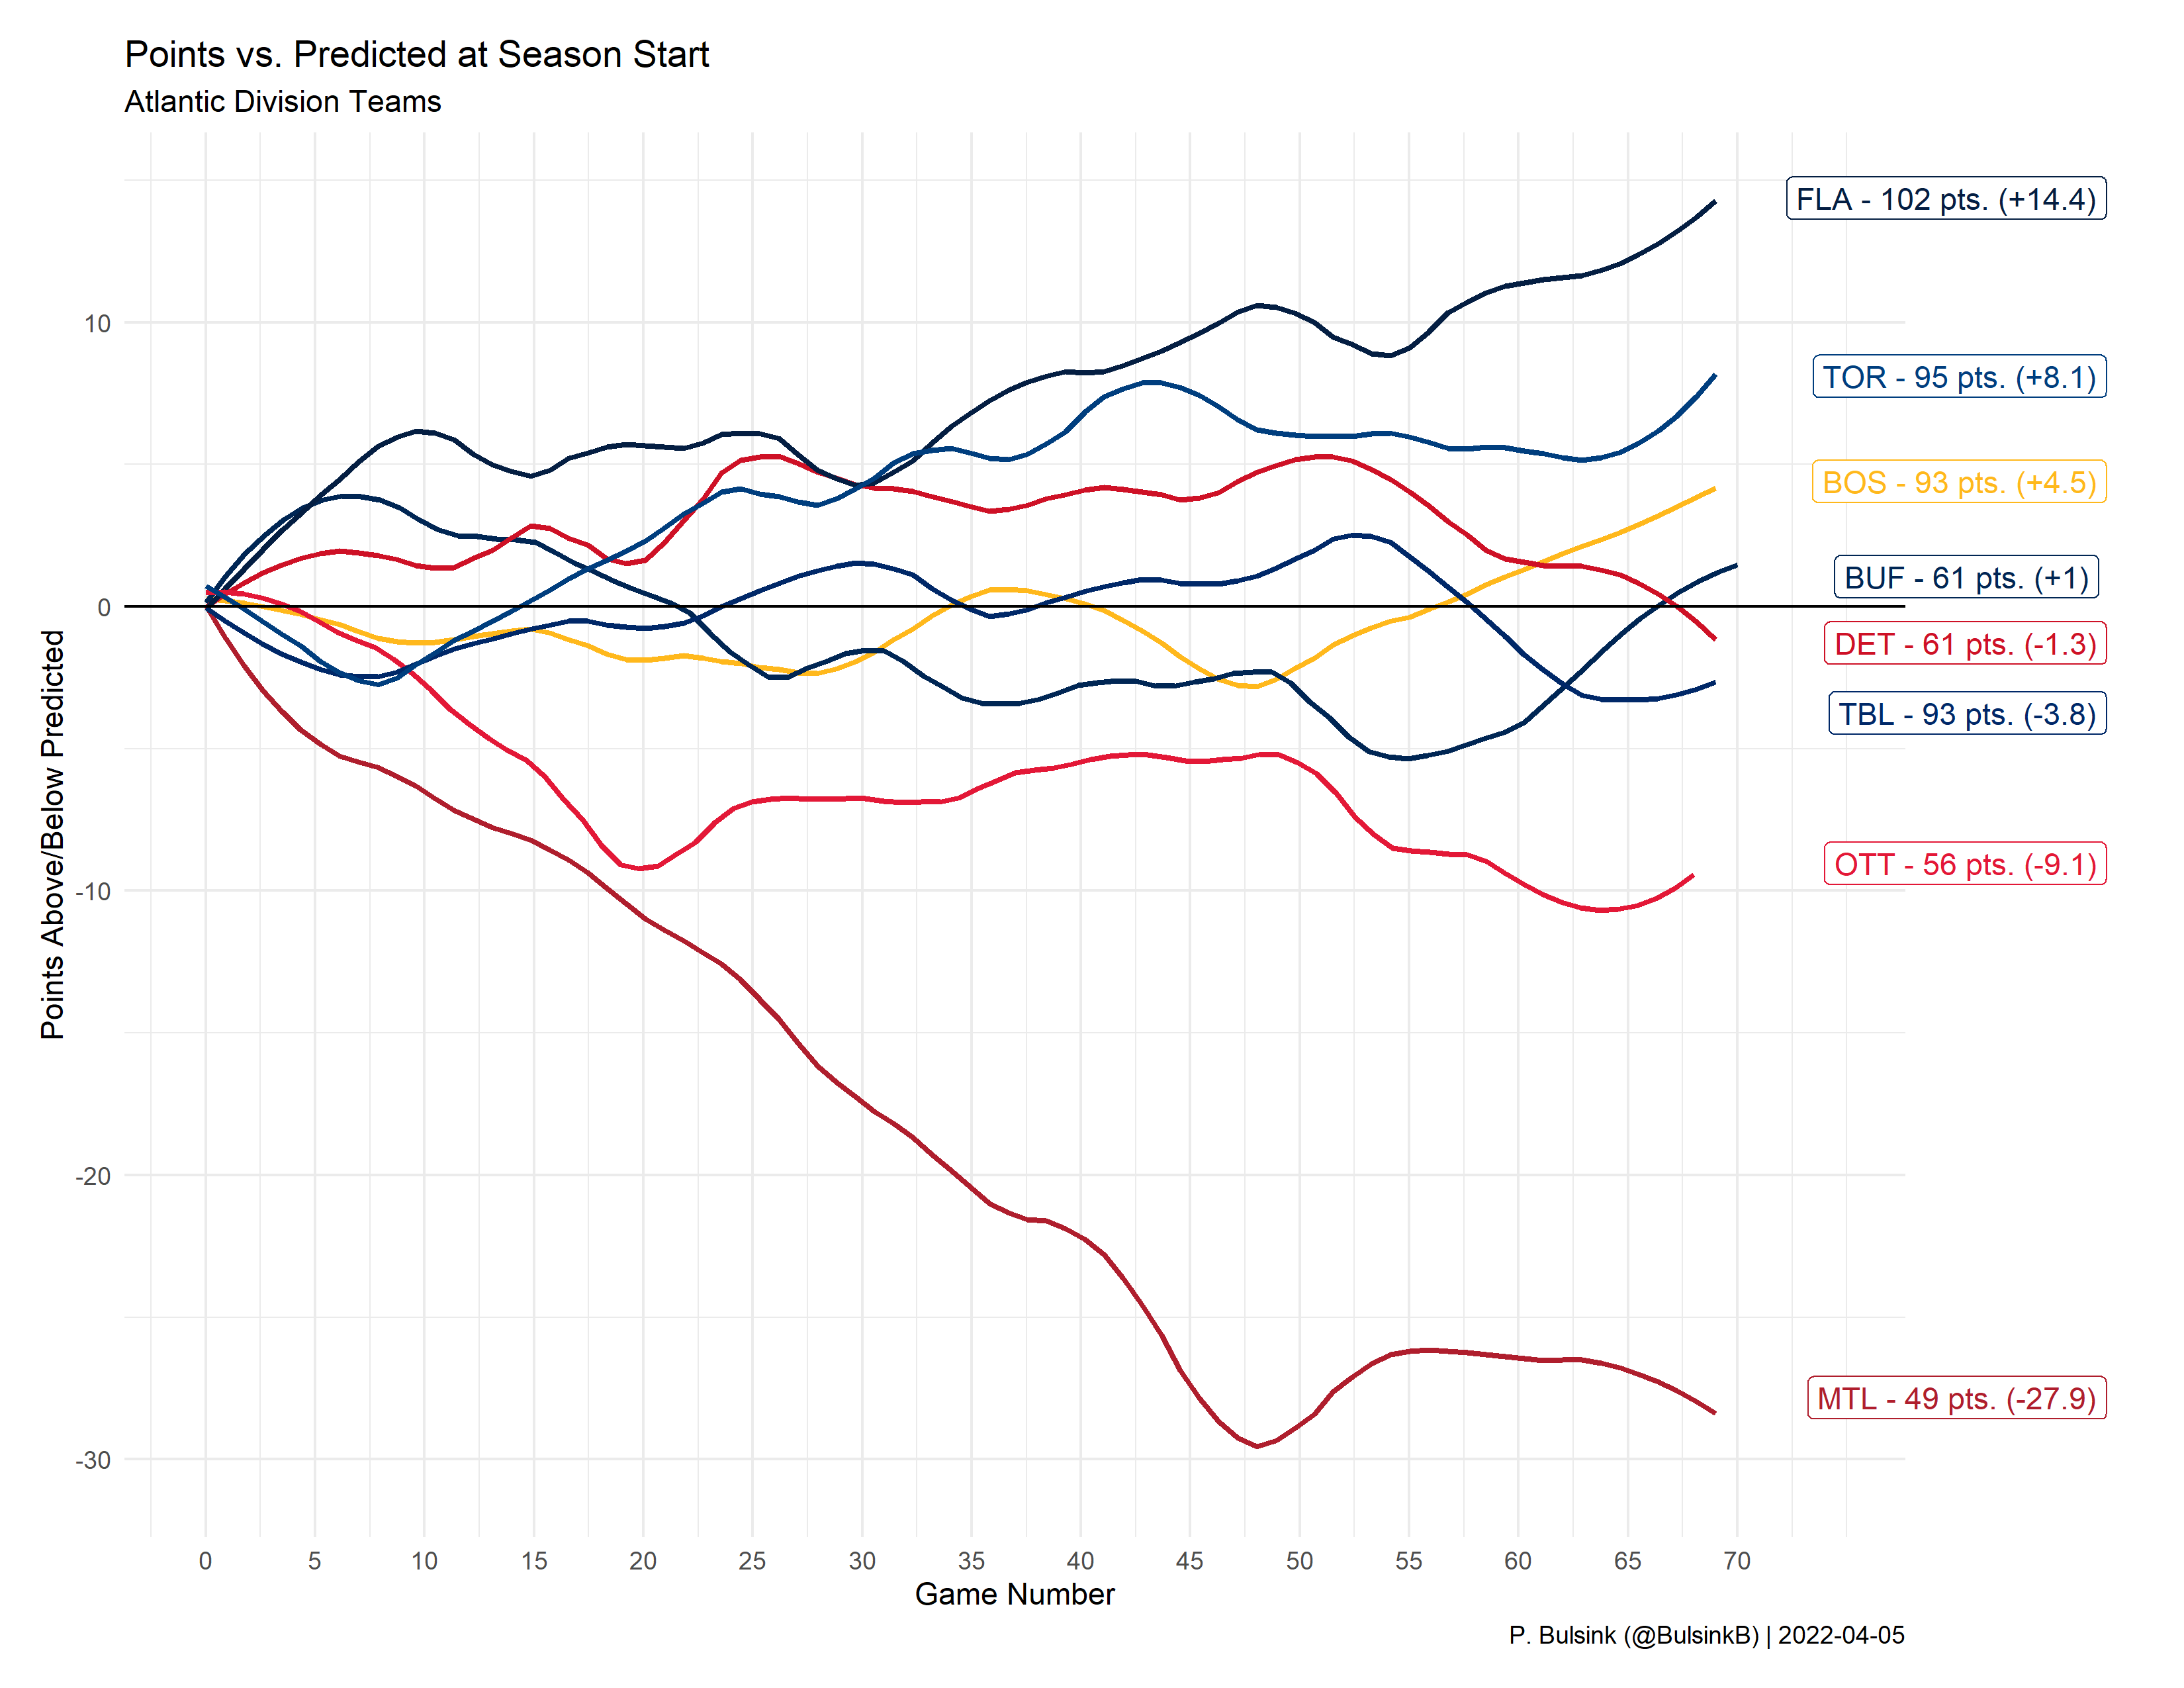 Points vs. Predicted at Season Start
Atlantic Division Teams
Points Above/Below Predicted
10
0
-10
-20
-30
FLA - 102 pts. (+14.4)
TOR - 95 pts. (+8.1)
BOS - 93 pts. (+4.5)
BUF - 61 pts. (+1)
DET - 61 pts. (-1.3)
TBL - 93 pts. (-3.8)
OTT - 56 pts. (-9.1)
MTL - 49 pts. (-27.9)
0 5 10 15 20 25 30 35 40 45 50 55 60 65 70
Game Number
P. Bulsink (@BulsinkB) | 2022-04-05